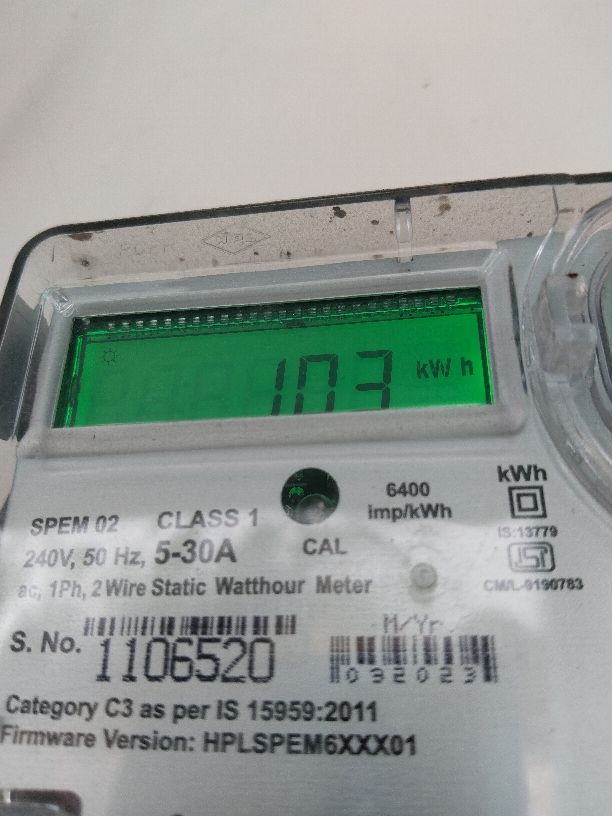 103 kWh
kWh
6400
imp/kWh
SPEM 02 CLASS 1
240V, 50 Hz, 5-30A
CAL
IS:13779
ac, 1Ph, 2 Wire Static Watthour Meter
CM/L-9190783
S. No. 1106520
M/Yr.
092023
Category C3 as per IS 15959:2011
Firmware Version: HPLSPEM6XXX01